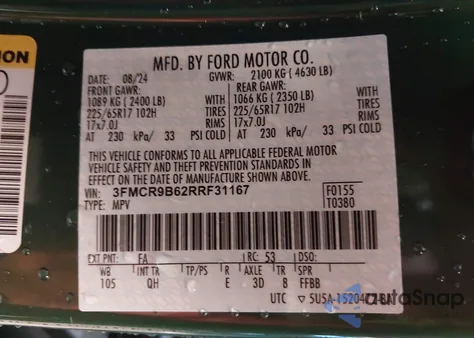 MFD. BY FORD MOTOR CO.
DATE: 08/24 GVWR: 2100 KG ( 4630 LB)
FRONT GAWR: REAR GAWR:
1089 KG ( 2400 LB) WITH 1066 KG ( 2350 LB) WITH
225/65R17 102H TIRES 225/65R17 102H TIRES
17x7.0J RIMS 17x7.0J RIMS
AT 230 kPa/ 33 PSI COLD AT 230 kPa/ 33 PSI COLD
THIS VEHICLE CONFORMS TO ALL APPLICABLE FEDERAL MOTOR
VEHICLE SAFETY AND THEFT PREVENTION STANDARDS IN
EFFECT ON THE DATE OF MANUFACTURE SHOWN ABOVE.
VIN: 3FMCR9B62RRF31167 F0155
TYPE: MPV T0380
EXT PNT: FA RC: 53 DSO:
WB INT TR TP/PS R AXLE TR SPR
105 QH E 3D 8 FFBB
UTC
autoSnap